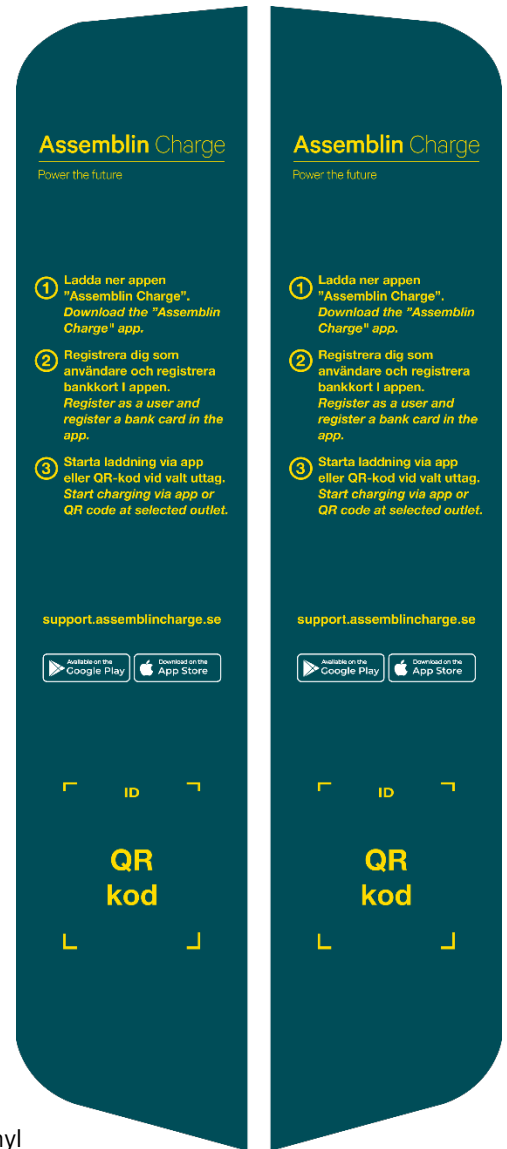 Assemblin Charge
Power the future
1 Ladda ner appen
"Assemblin Charge".
Download the "Assemblin
Charge" app.
2 Registrera dig som
användare och registrera
bankkort I appen.
Register as a user and
register a bank card in the
app.
3 Starta laddning via app
eller QR-kod vid valt uttag.
Start charging via app or
QR code at selected outlet.
support.assemblincharge.se
Available on the
Google Play
Download on the
App Store
ID
QR
kod
Assemblin Charge
Power the future
1 Ladda ner appen
"Assemblin Charge".
Download the "Assemblin
Charge" app.
2 Registrera dig som
användare och registrera
bankkort I appen.
Register as a user and
register a bank card in the
app.
3 Starta laddning via app
eller QR-kod vid valt uttag.
Start charging via app or
QR code at selected outlet.
support.assemblincharge.se
Available on the
Google Play
Download on the
App Store
ID
QR
kod